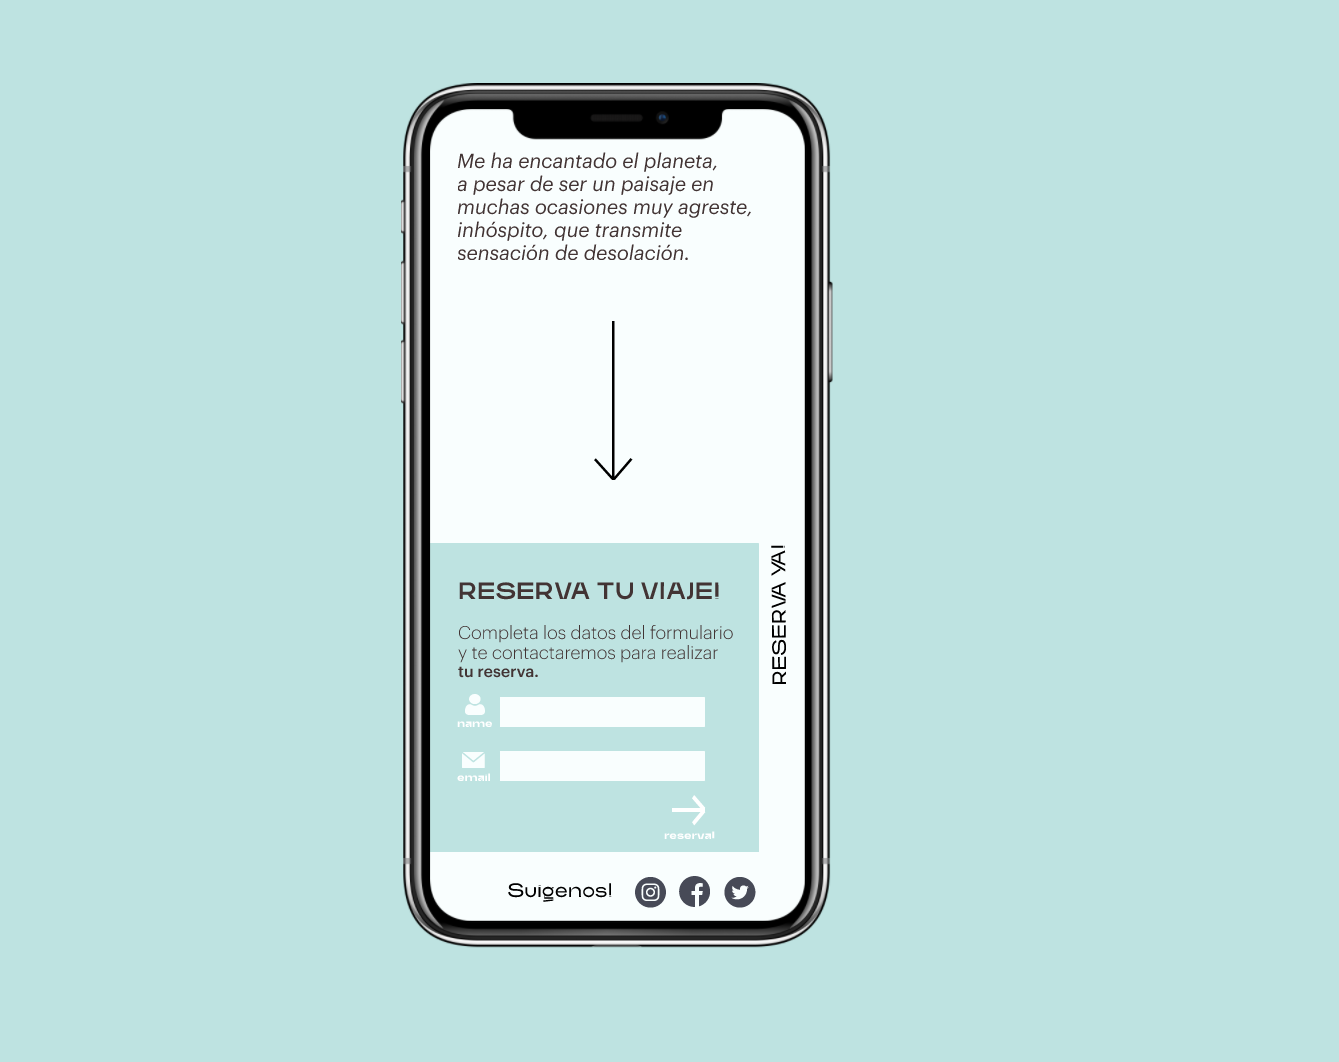 Me ha encantado el planeta,
a pesar de ser un paisaje en
muchas ocasiones muy agreste,
inhóspito, que transmite
sensación de desolación.
RESERVA YA!
RESERVA TU VIAJE!
Completa los datos del formulario
y te contactaremos para realizar
tu reserva.
name
email
reserva!
Suigenos!